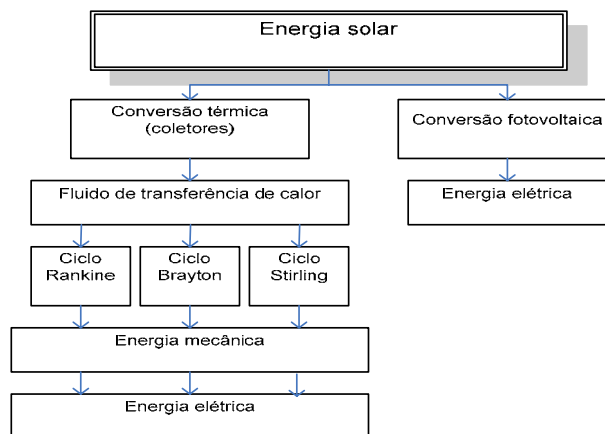 Energia solar
Conversão térmica
(coletores)
Conversão fotovoltaica
Fluido de transferência de calor
Energia elétrica
Ciclo
Rankine
Ciclo
Brayton
Ciclo
Stirling
Energia mecânica
Energia elétrica